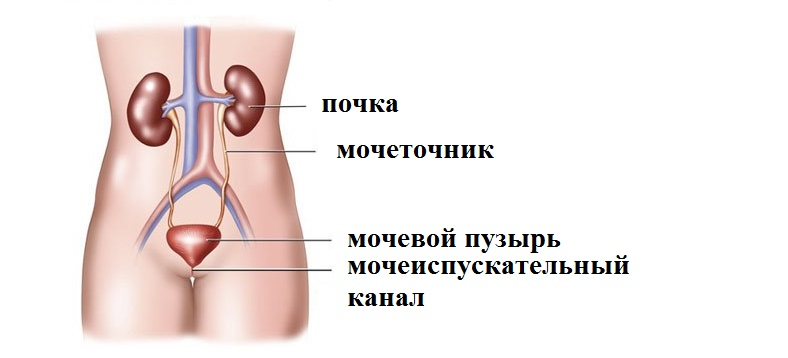 почка
мочеточник
мочевой пузырь
мочеиспускательный
канал